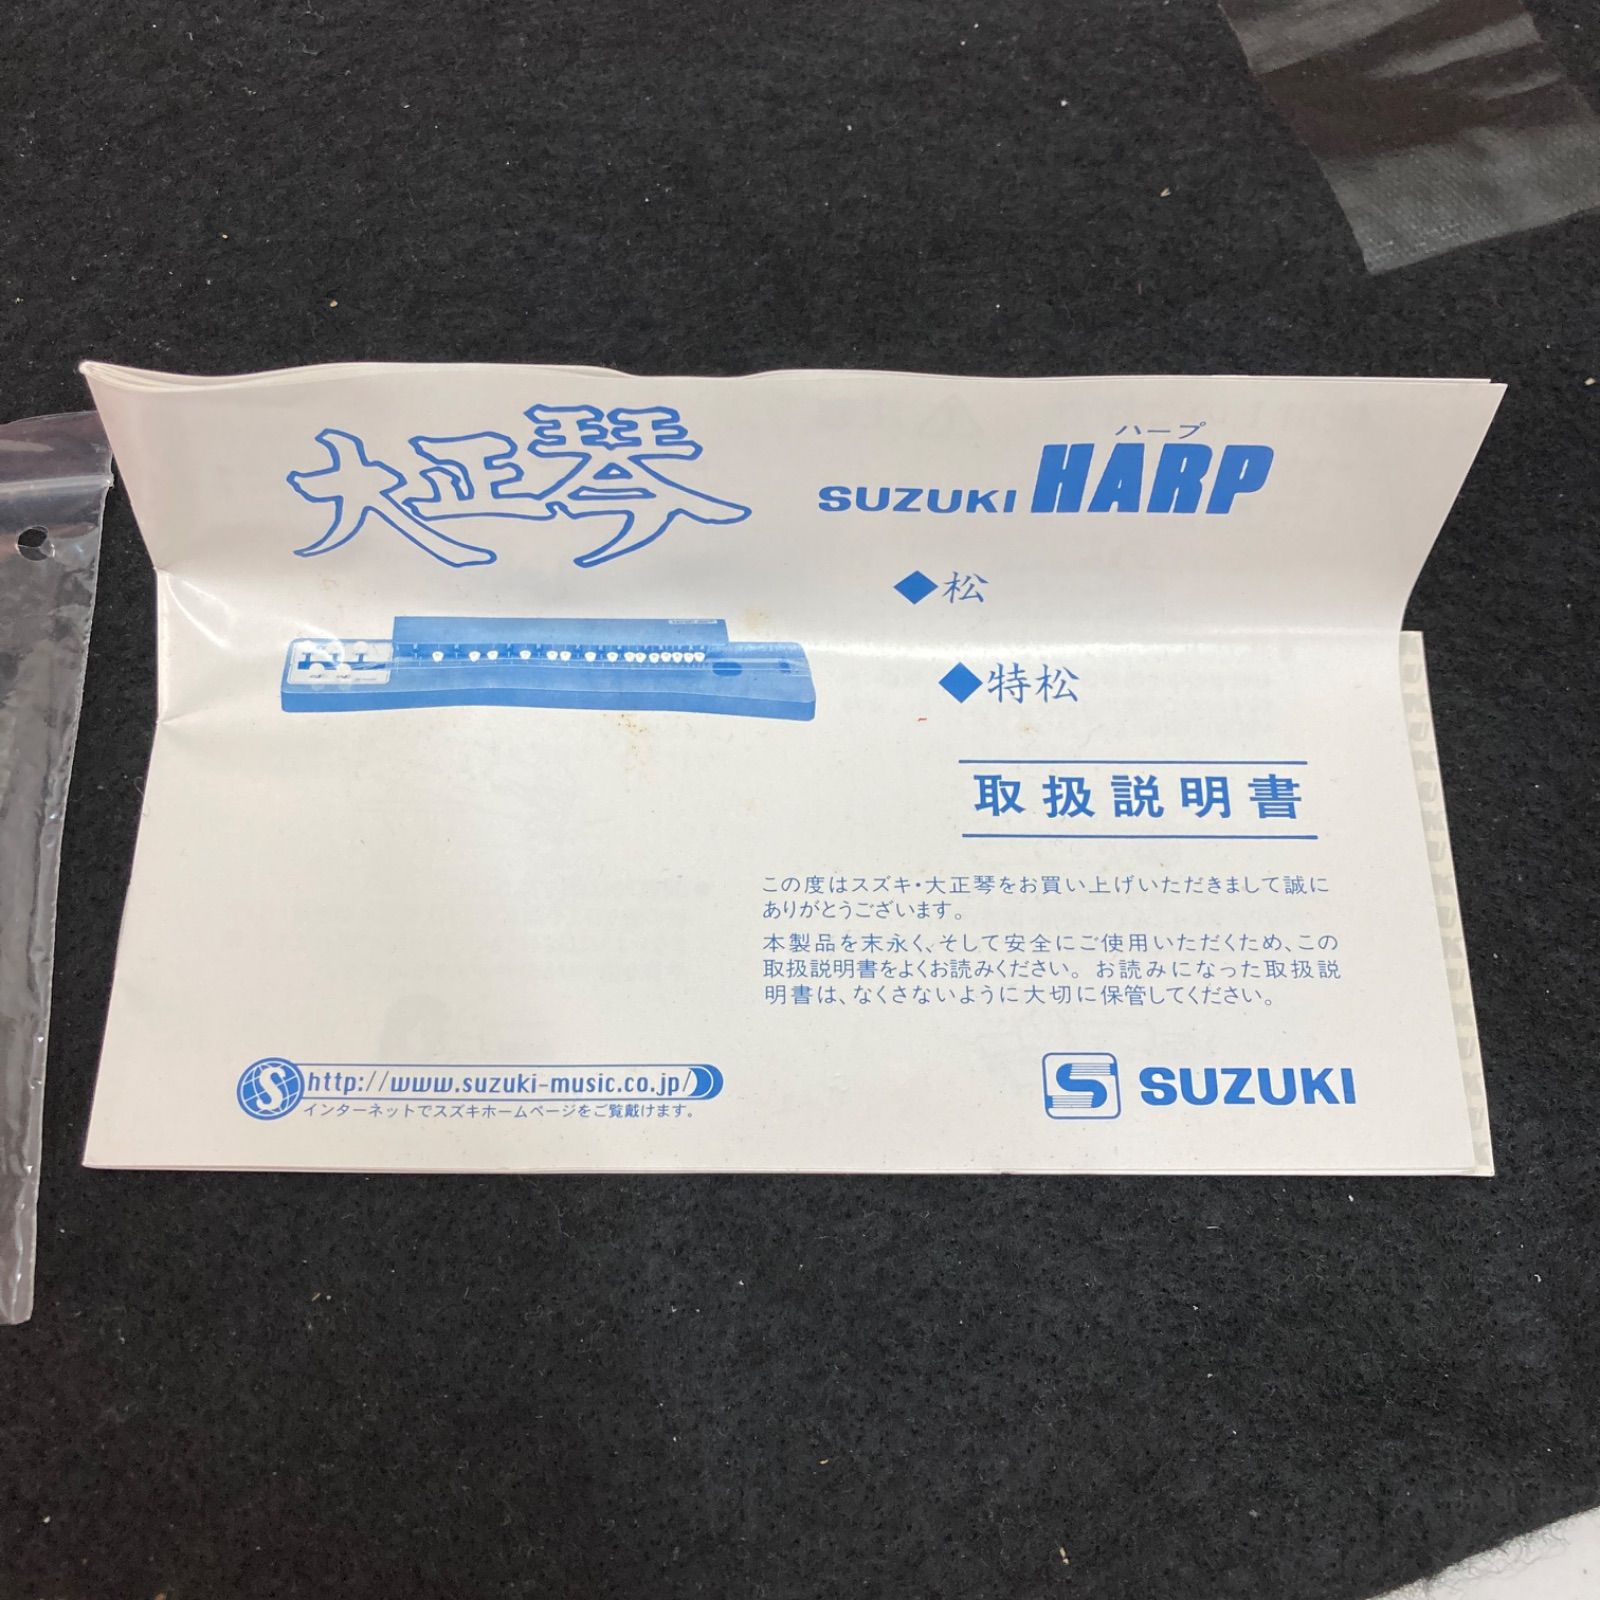 大正琴
ハープ
SUZUKI HARP
◆松
◆特松
取扱説明書
この度はスズキ・大正琴をお買い上げいただきまして誠に
ありがとうございます。
本製品を末永く、そして安全にご使用いただくため、この
取扱説明書をよくお読みください。お読みになった取扱説
明書は、なくさないように大切に保管してください。
S http://www.suzuki-music.co.jp/
インターネットでスズキホームページをご覧戴けます。
S SUZUKI